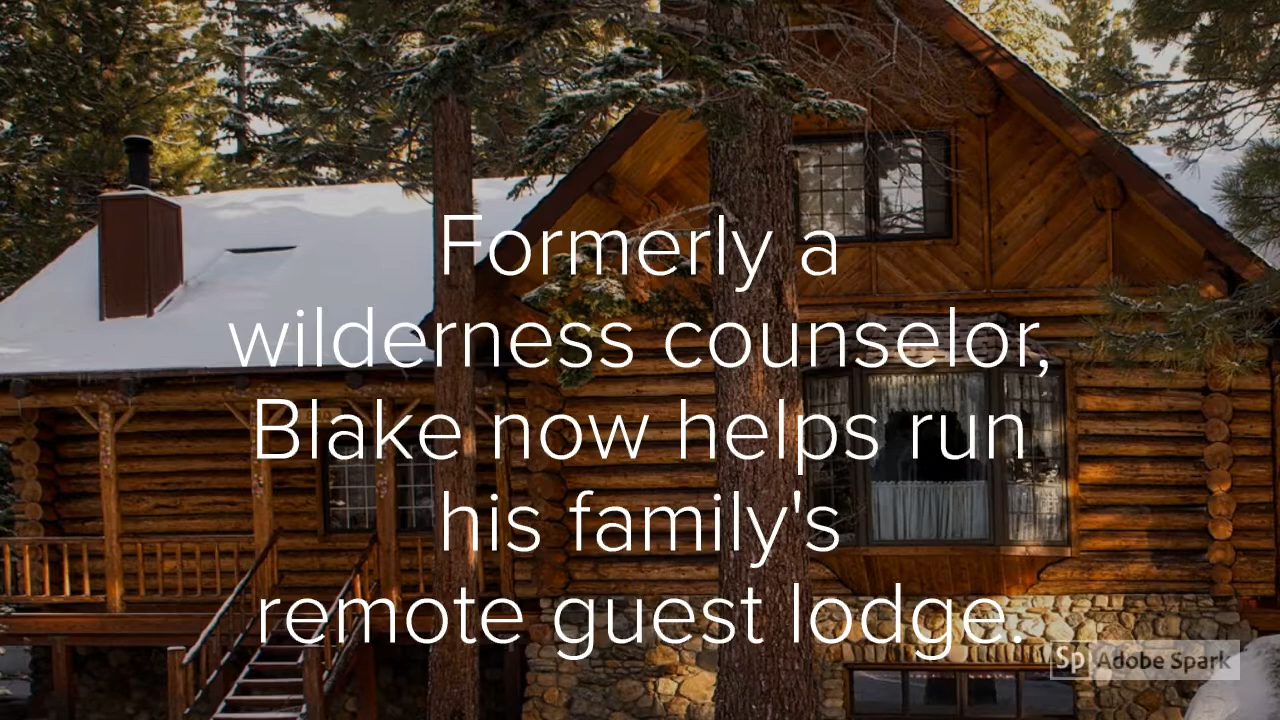 Formerly a
wilderness counselor,
Blake now helps run
his family's
remote guest lodge.
Sp Adobe Spark